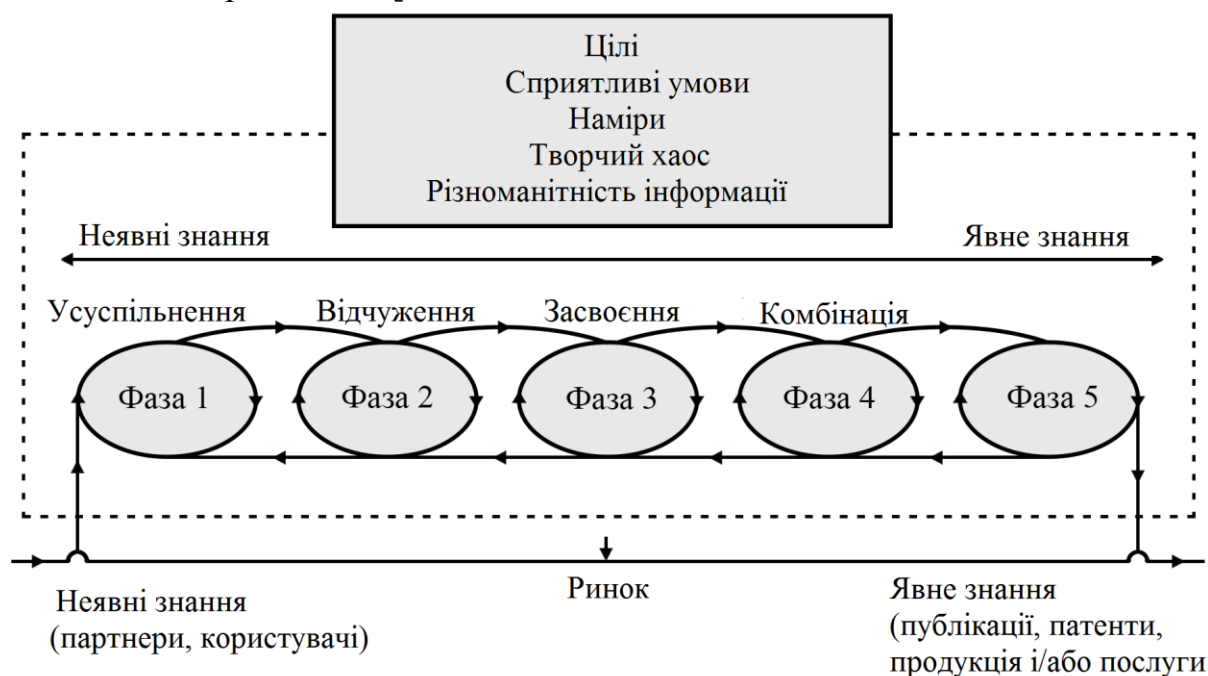 Цілі
Сприятливі умови
Наміри
Творчий хаос
Різноманітність інформації
Неявні знання
Явне знання
Усуспільнення
Відчуження
Засвоєння
Комбінація
Фаза 1
Фаза 2
Фаза 3
Фаза 4
Фаза 5
Неявні знання
(партнери, користувачі)
Ринок
Явне знання
(публікації, патенти,
продукція і/або послуги